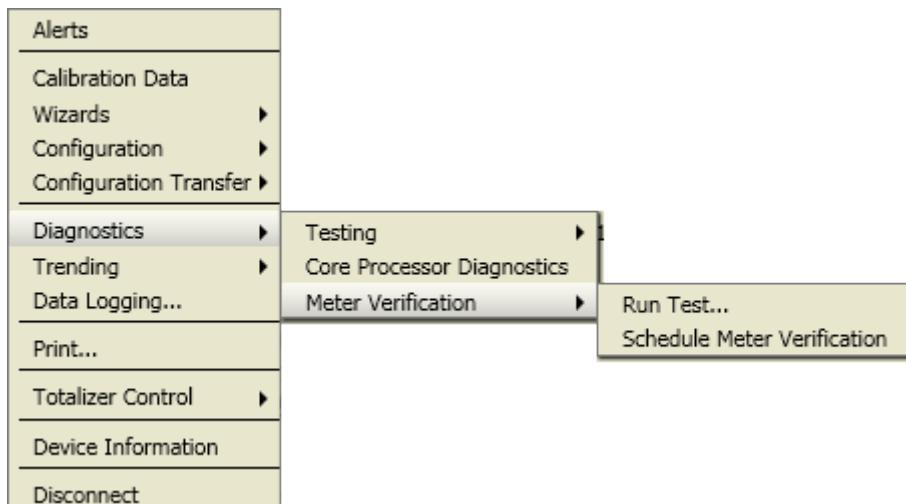 Alerts
Calibration Data
Wizards
Configuration
Configuration Transfer
Diagnostics
Trending
Data Logging...
Print...
Totalizer Control
Device Information
Disconnect
Testing
Core Processor Diagnostics
Meter Verification
1
Run Test...
Schedule Meter Verification